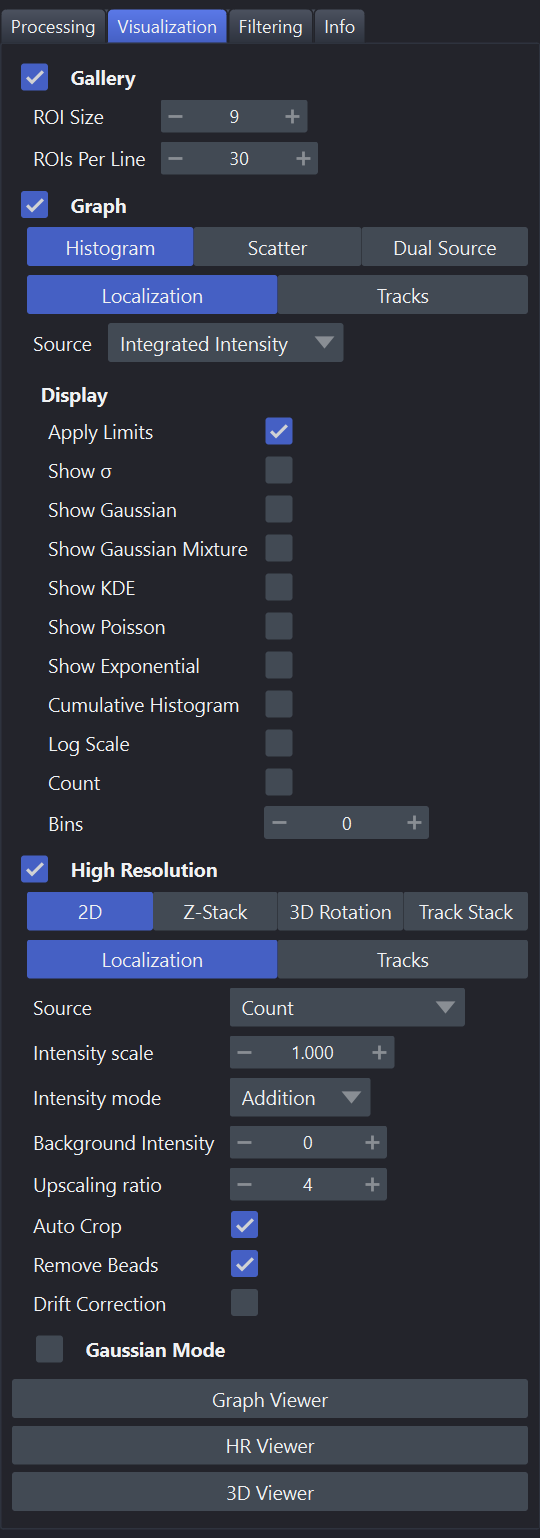 Processing Visualization Filtering Info
Gallery
ROI Size 9
ROIs Per Line 30
Graph
Histogram Scatter Dual Source
Localization Tracks
Source Integrated Intensity
Display
Apply Limits
Show σ
Show Gaussian
Show Gaussian Mixture
Show KDE
Show Poisson
Show Exponential
Cumulative Histogram
Log Scale
Count
Bins 0
High Resolution
2D Z-Stack 3D Rotation Track Stack
Localization Tracks
Source Count
Intensity scale 1.000
Intensity mode Addition
Background Intensity 0
Upscaling ratio 4
Auto Crop
Remove Beads
Drift Correction
Gaussian Mode
Graph Viewer
HR Viewer
3D Viewer